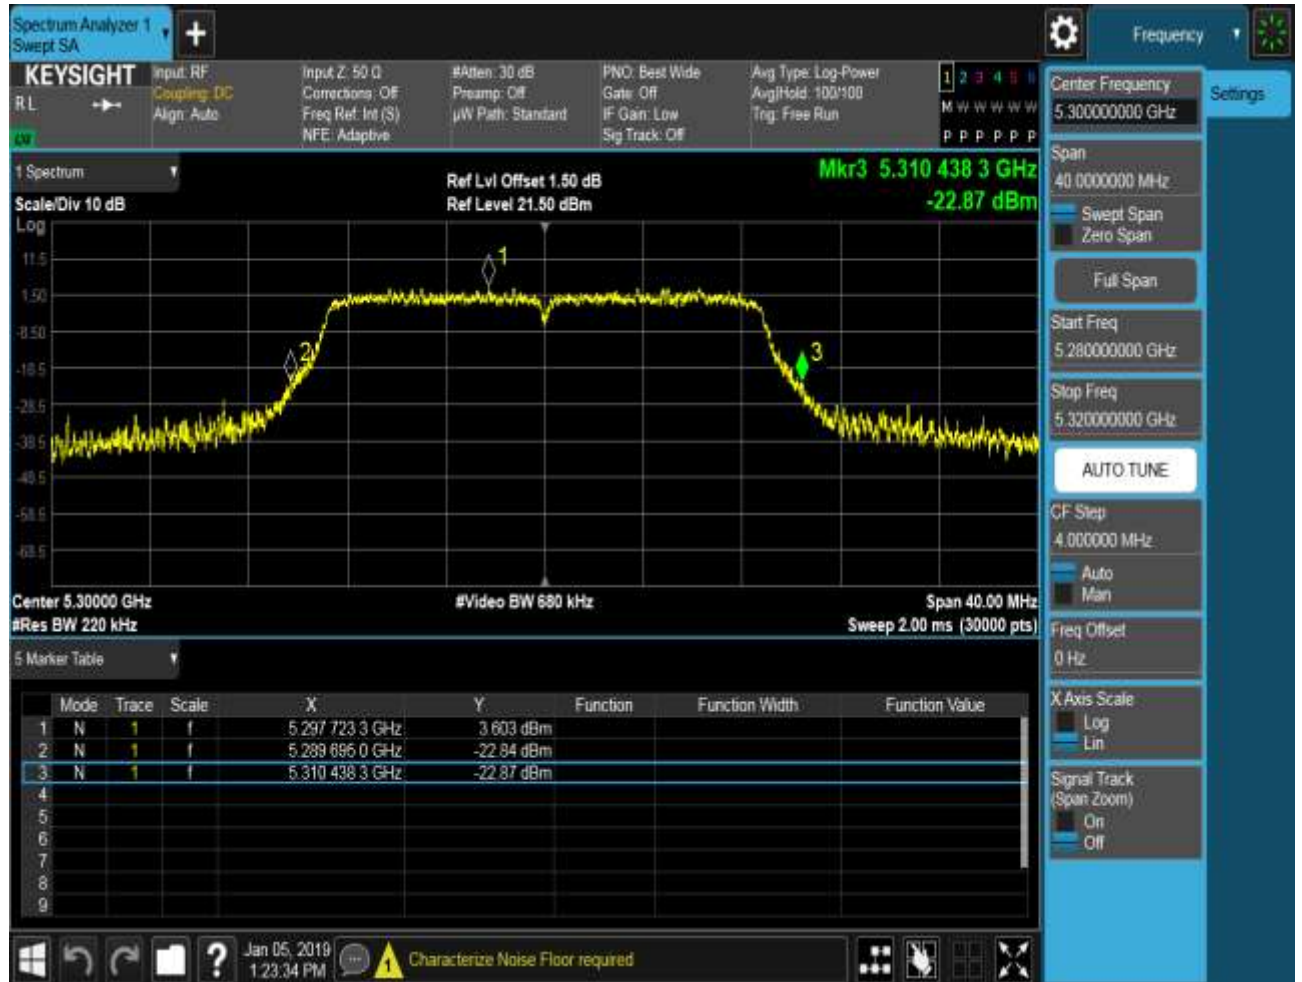 Spectrum Analyzer 1
Swept SA
Frequency
KEYSIGHT
RL
Input: RF
Coupling: DC
Align: Auto
Input Z: 50 Ω
Corrections: Off
Freq Ref: Int (S)
NFE: Adaptive
#Atten: 30 dB
Preamp: Off
µW Path: Standard
PNO: Best Wide
Gate: Off
IF Gain: Low
Sig Track: Off
Avg Type: Log-Power
Avg|Hold: 100/100
Trig: Free Run
1 2 3 4 5 6
M W W W W W
P P P P P P
1 Spectrum
Scale/Div 10 dB
Ref Lvl Offset 1.50 dB
Ref Level 21.50 dBm
Mkr3 5.310 438 3 GHz
-22.87 dBm
Log
11.5
1.50
-8.50
-18.5
-28.5
-38.5
-48.5
-58.5
-68.5
1
2
3
Center 5.30000 GHz
#Video BW 680 kHz
Span 40.00 MHz
#Res BW 220 kHz
Sweep 2.00 ms (30000 pts)
5 Marker Table
Mode Trace Scale X Y Function Function Width Function Value
1 N 1 f 5.297 723 3 GHz 3.603 dBm
2 N 1 f 5.289 695 0 GHz -22.84 dBm
3 N 1 f 5.310 438 3 GHz -22.87 dBm
4
5
6
7
8
9
Jan 05, 2019
1:23:34 PM
Characterize Noise Floor required
Settings
Center Frequency
5.300000000 GHz
Span
40.0000000 MHz
Swept Span
Zero Span
Full Span
Start Freq
5.280000000 GHz
Stop Freq
5.320000000 GHz
AUTO TUNE
CF Step
4.000000 MHz
Auto
Man
Freq Offset
0 Hz
X Axis Scale
Log
Lin
Signal Track
(Span Zoom)
On
Off